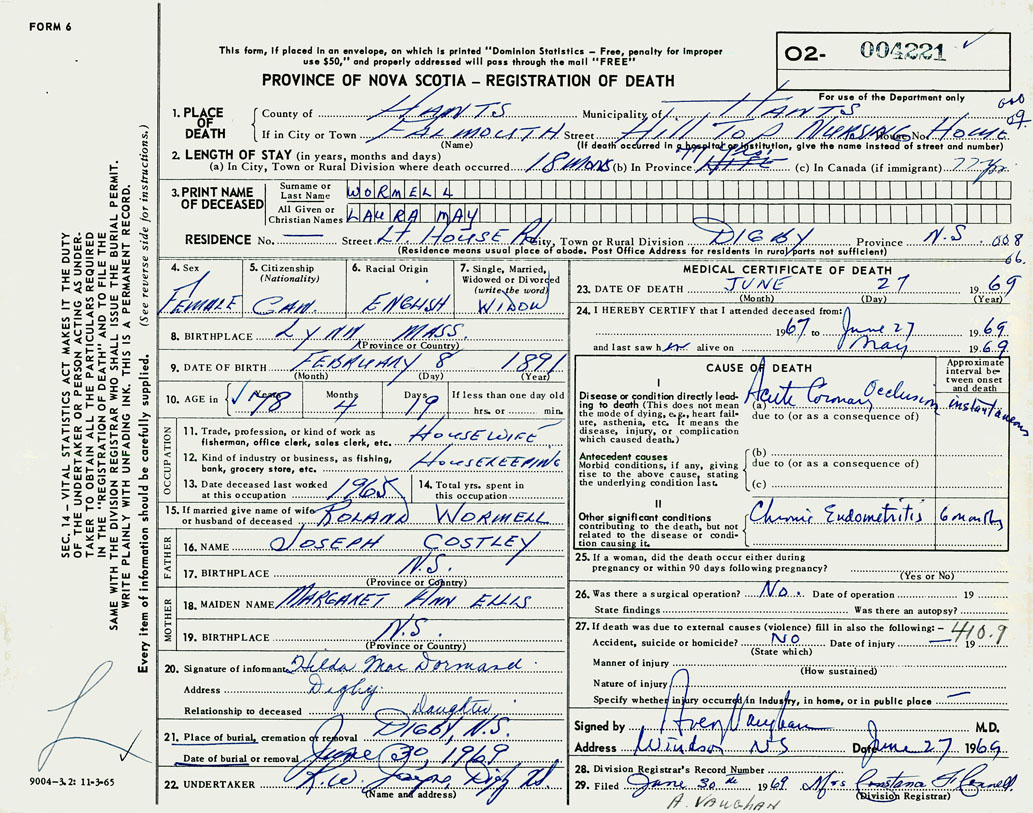 FORM 6
This form, if placed in an envelope, on which is printed "Dominion Statistics – Free, penalty for improper
use $50," and properly addressed will pass through the mail "FREE"
PROVINCE OF NOVA SCOTIA – REGISTRATION OF DEATH
O2- 004221
For use of the Department only
1. PLACE OF DEATH County of HANTS Municipality of HANTS
If in City or Town FALMOUTH Street Hill Top Nursing House No. Home
(Name) (If death occurred in a hospital or institution, give the name instead of street and number)
2. LENGTH OF STAY (in years, months and days)
(a) In City, Town or Rural Division where death occurred 18 mons (b) In Province (c) In Canada (if immigrant) 77 yrs
3. PRINT NAME OF DECEASED Surname or Last Name WORMELL
All Given or Christian Names LAURA MAY
RESIDENCE No. — Street Lt. House Rd City, Town or Rural Division DIGBY Province N.S 008
(Residence means usual place of abode. Post Office Address for residents in rural parts not sufficient) 06.
4. Sex FEMALE
5. Citizenship (Nationality) CAN.
6. Racial Origin ENGLISH
7. Single, Married, Widowed or Divorced (write the word) WIDOW
8. BIRTHPLACE LYNN MASS.
(Province or Country)
9. DATE OF BIRTH FEBRUARY 8 1891
(Month) (Day) (Year)
10. AGE in Years 78 Months 4 Days 19 If less than one day old
hrs. or min.
OCCUPATION
11. Trade, profession or kind of work as fisherman, office clerk, sales clerk, etc. HOUSEWIFE
12. Kind of industry or business, as fishing, bank, grocery store, etc. HOUSEKEEPING
13. Date deceased last worked at this occupation 1965
14. Total yrs. spent in this occupation
15. If married give name of wife or husband of deceased ROLAND WORMELL
FATHER
16. NAME JOSEPH COSTLEY
17. BIRTHPLACE N.S.
(Province or Country)
MOTHER
18. MAIDEN NAME MARGARET ANN ELLIS
19. BIRTHPLACE N.S.
(Province or Country)
20. Signature of informant Hilda MacDormand
Address Digby
Relationship to deceased Daughter
21. Place of burial, cremation or removal DIGBY, N.S.
Date of burial or removal June 30, 1969
22. UNDERTAKER R.W. Jayne, Digby
(Name and address)
MEDICAL CERTIFICATE OF DEATH
23. DATE OF DEATH JUNE 27 1969
(Month) (Day) (Year)
24. I HEREBY CERTIFY that I attended deceased from:
1967 to June 27 1969
and last saw her alive on May 1969
CAUSE OF DEATH
Approximate interval between onset and death
I
Disease or condition directly leading to death (This does not mean the mode of dying, e.g., heart failure, asthenia, etc. It means the disease, injury, or complication which caused death.)
(a) Acute Coronary Occlusion instantaneous
due to (or as a consequence of)
Antecedent causes
Morbid conditions, if any, giving rise to the above cause, stating the underlying condition last.
(b)
due to (or as a consequence of)
(c)
II
Other significant conditions contributing to the death, but not related to the disease or condition causing it.
Chronic Endometritis 6 months
25. If a woman, did the death occur either during
pregnancy or within 90 days following pregnancy?
(Yes or No)
26. Was there a surgical operation? No. Date of operation 19
State findings Was there an autopsy?
27. If death was due to external causes (violence) fill in also the following: – 410.9
Accident, suicide or homicide? NO Date of injury — 19
(State which)
Manner of injury
(How sustained)
Nature of injury
Specify whether injury occurred in industry, in home, or in public place —
Signed by Avery Vaughan M.D.
Address Windsor NS Date June 27 1969
28. Division Registrar's Record Number
29. Filed June 30th 1969 Mrs
(Division Registrar)
A. VAUGHAN
SEC. 14 – VITAL STATISTICS ACT MAKES IT THE DUTY
OF THE UNDERTAKER OR PERSON ACTING AS UNDER-
TAKER TO OBTAIN ALL THE PARTICULARS REQUIRED
IN THE "REGISTRATION OF DEATH" AND TO FILE THE
SAME WITH THE DIVISION REGISTRAR WHO SHALL ISSUE THE BURIAL PERMIT.
WRITE PLAINLY WITH UNFADING INK. THIS IS A PERMANENT RECORD.
Every item of information should be carefully supplied. (See reverse side for instructions.)
9004-3.2: 11-3-65